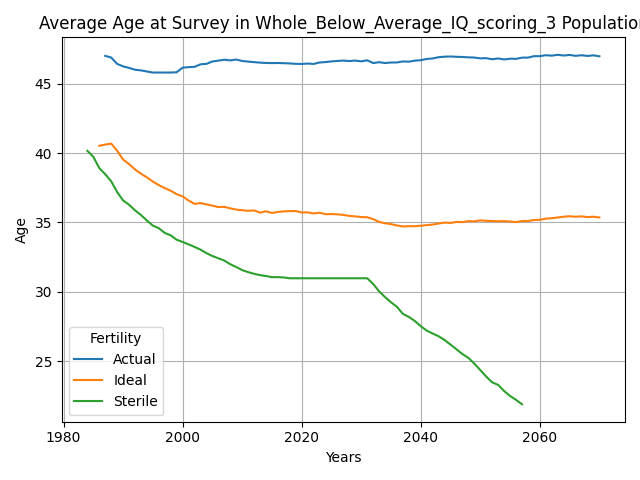 Average Age at Survey in Whole_Below_Average_IQ_scoring_3 Population
Age
45
40
35
30
25
Fertility
Actual
Ideal
Sterile
1980
2000
2020
2040
2060
Years